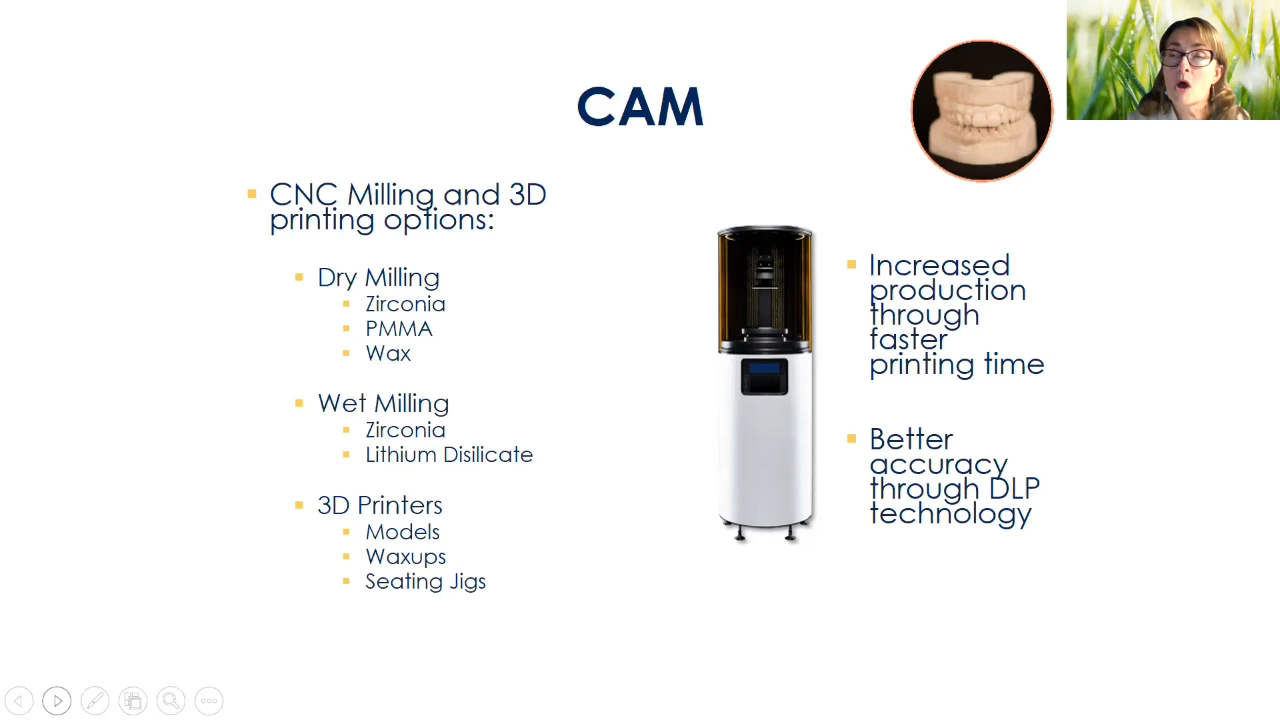 CAM
CNC Milling and 3D
printing options:
Dry Milling
Zirconia
PMMA
Wax
Wet Milling
Zirconia
Lithium Disilicate
3D Printers
Models
Waxups
Seating Jigs
Increased
production
through
faster
printing time
Better
accuracy
through DLP
technology